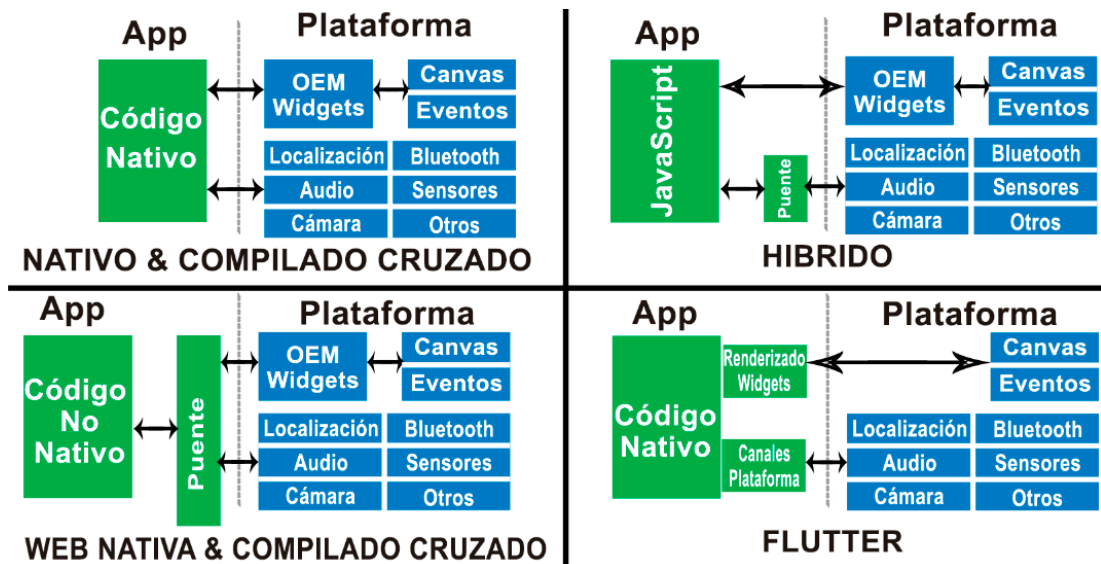 App
Plataforma
Código
Nativo
OEM
Widgets
Canvas
Eventos
Localización
Bluetooth
Audio
Sensores
Cámara
Otros
NATIVO & COMPILADO CRUZADO
App
Plataforma
JavaScript
Puente
OEM
Widgets
Canvas
Eventos
Localización
Bluetooth
Audio
Sensores
Cámara
Otros
HIBRIDO
App
Plataforma
Código
No
Nativo
Puente
OEM
Widgets
Canvas
Eventos
Localización
Bluetooth
Audio
Sensores
Cámara
Otros
WEB NATIVA & COMPILADO CRUZADO
App
Plataforma
Código
Nativo
Renderizado
Widgets
Canales
Plataforma
Canvas
Eventos
Localización
Bluetooth
Audio
Sensores
Cámara
Otros
FLUTTER